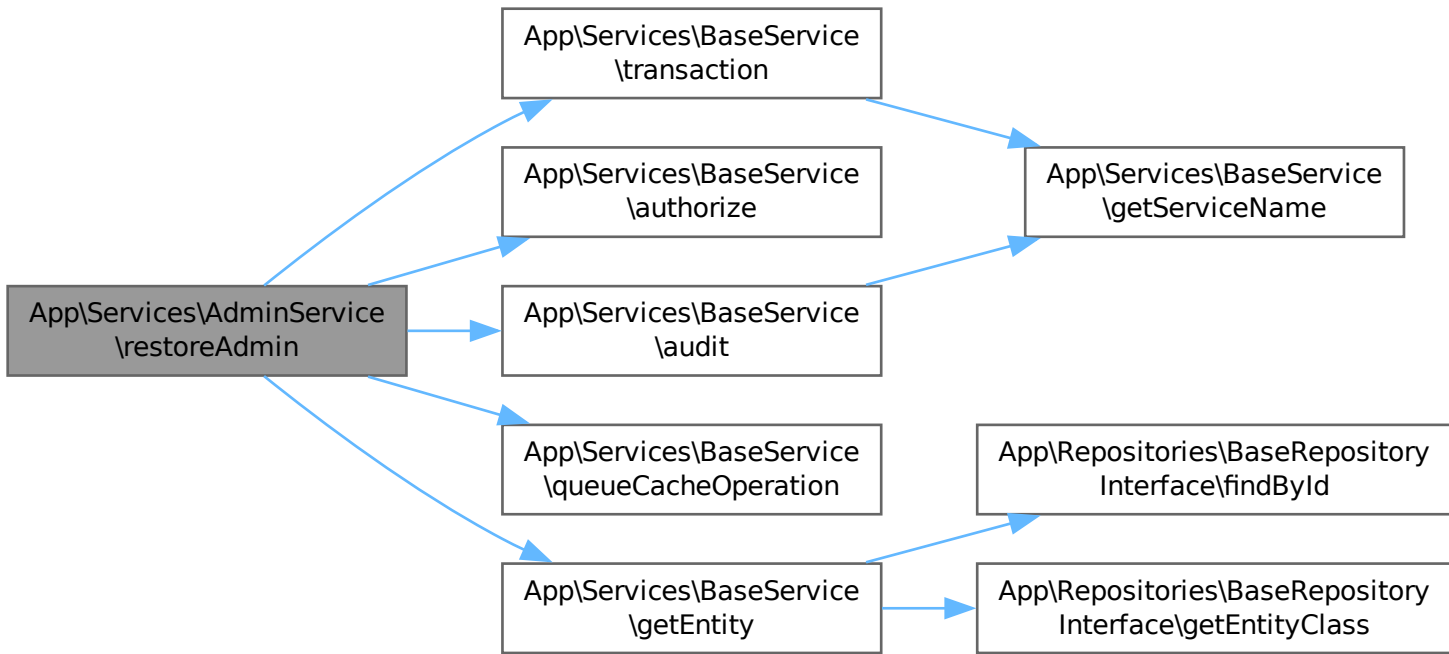 App\Services\AdminService
\restoreAdmin
App\Services\BaseService
\transaction
App\Services\BaseService
\authorize
App\Services\BaseService
\audit
App\Services\BaseService
\queueCacheOperation
App\Services\BaseService
\getEntity
App\Services\BaseService
\getServiceName
App\Repositories\BaseRepository
Interface\findById
App\Repositories\BaseRepository
Interface\getEntityClass